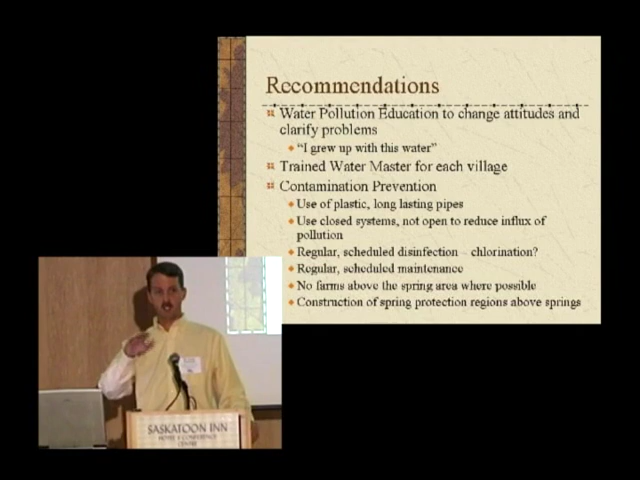 Recommendations
Water Pollution Education to change attitudes and
clarify problems
"I grew up with this water"
Trained Water Master for each village
Contamination Prevention
Use of plastic, long lasting pipes
Use closed systems, not open to reduce influx of
pollution
Regular, scheduled disinfection – chlorination?
Regular, scheduled maintenance
No farms above the spring area where possible
Construction of spring protection regions above springs
SASKATOON INN
HOTEL & CONFERENCE
CENTRE